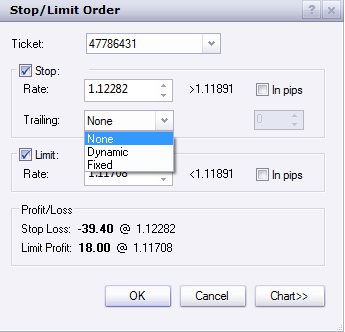 Stop/Limit Order
Ticket: 47786431
Stop:
Rate: 1.12282 >1.11891 In pips
Trailing: None 0
None
Dynamic
Fixed
Limit:
Rate: 1.11708 <1.11891 In pips
Profit/Loss
Stop Loss: -39.40 @ 1.12282
Limit Profit: 18.00 @ 1.11708
OK Cancel Chart>>